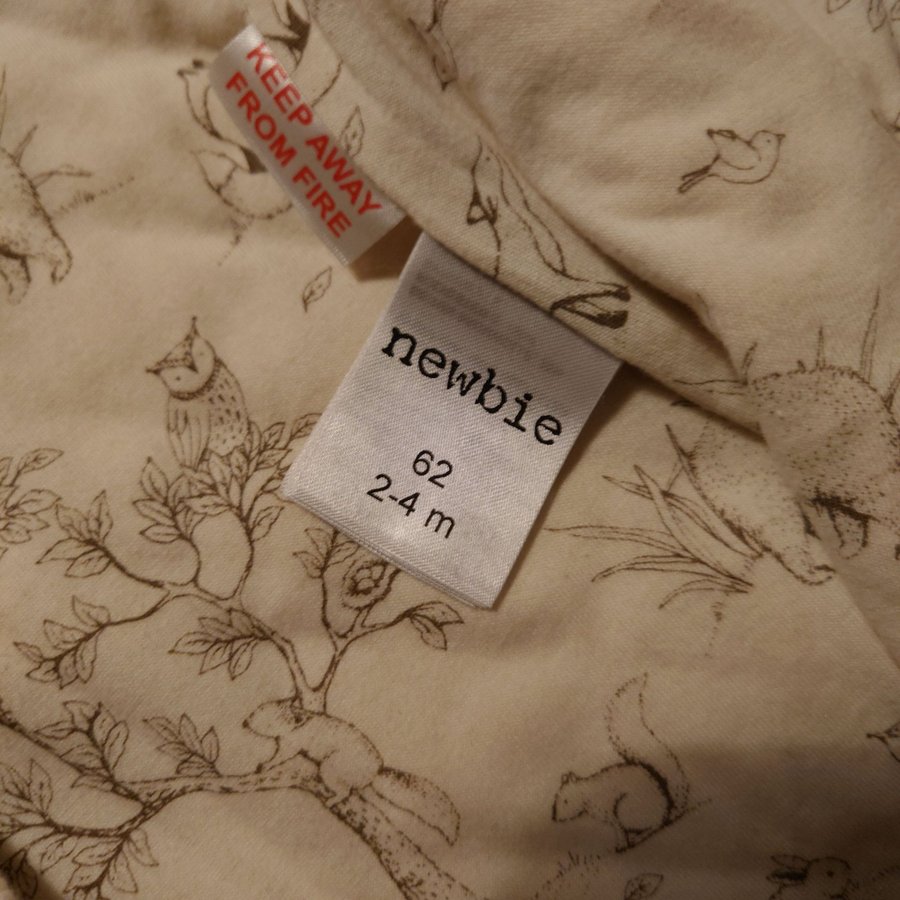 KEEP AWAY
FROM FIRE
newbie
62
2-4 m